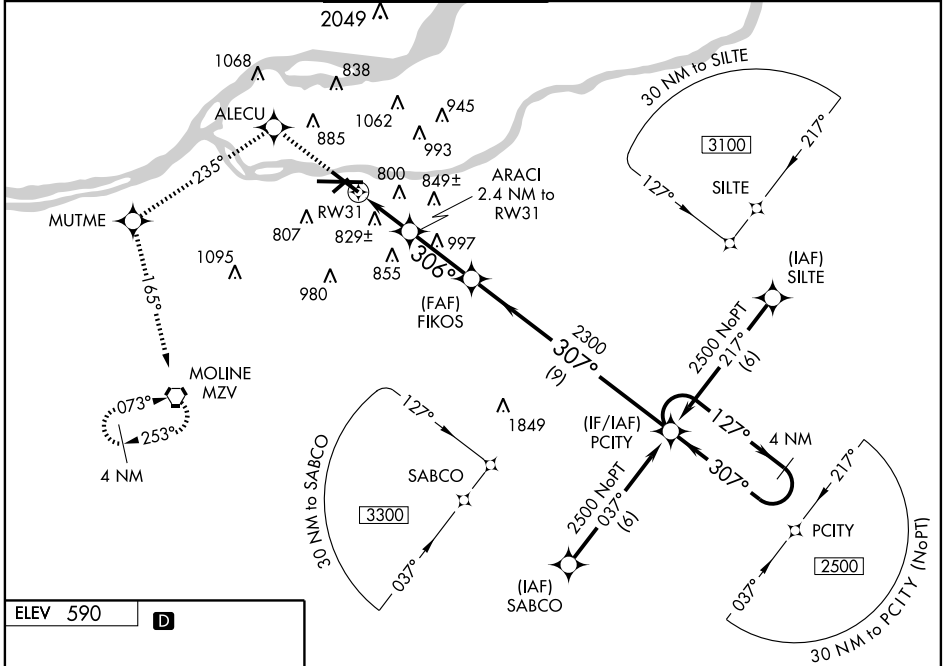 2049
1068
838
30 NM to SILTE
ALECU
1062
945
885
993
3100
217°
235°
ARACI
2.4 NM to
RW31
800
849±
127°
SILTE
MUTME
RW31
807
829±
997
(IAF)
SILTE
1095
855
306°
980
(FAF)
FIKOS
165°
2300
307°
(9)
2500 NoPT
217°
(6)
MOLINE
MZV
073°
253°
4 NM
127°
1849
(IF/IAF)
PCITY
127°
4 NM
307°
30 NM to SABCO
SABCO
3300
037°
2500 NoPT
037°
(6)
217°
PCITY
2500
037°
30 NM to PCITY (NoPT)
(IAF)
SABCO
ELEV 590
D